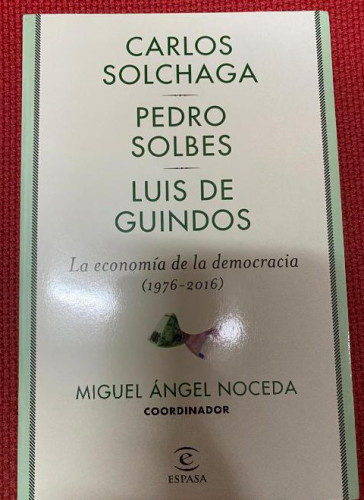 CARLOS
SOLCHAGA
PEDRO
SOLBES
LUIS DE
GUINDOS
La economía de la democracia
(1976-2016)
MIGUEL ÁNGEL NOCEDA
COORDINADOR
e
ESPASA